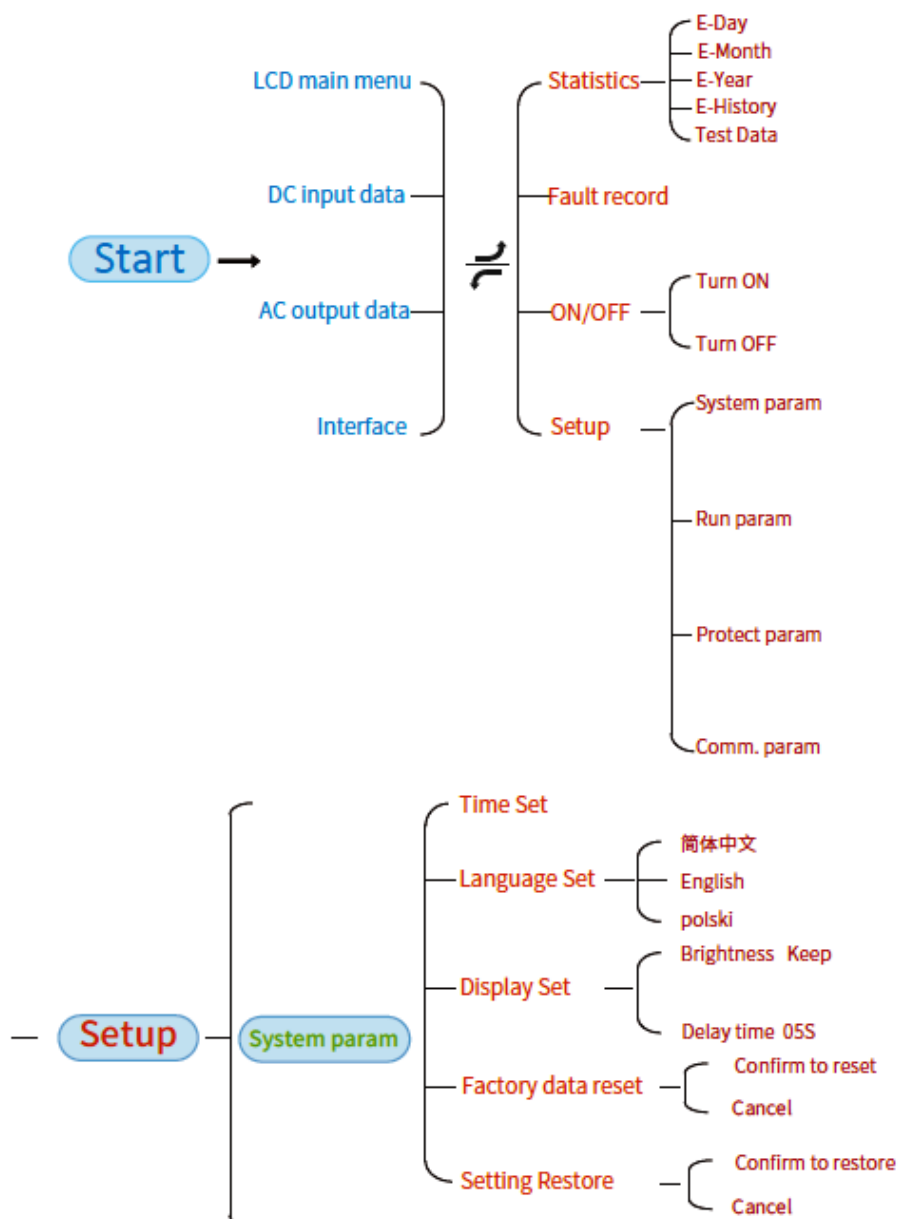 Start
LCD main menu
DC input data
AC output data
Interface
Statistics
E-Day
E-Month
E-Year
E-History
Test Data
Fault record
ON/OFF
Turn ON
Turn OFF
Setup
System param
Run param
Protect param
Comm. param
Setup
System param
Time Set
Language Set
简体中文
English
polski
Display Set
Brightness Keep
Delay time 05S
Factory data reset
Confirm to reset
Cancel
Setting Restore
Confirm to restore
Cancel